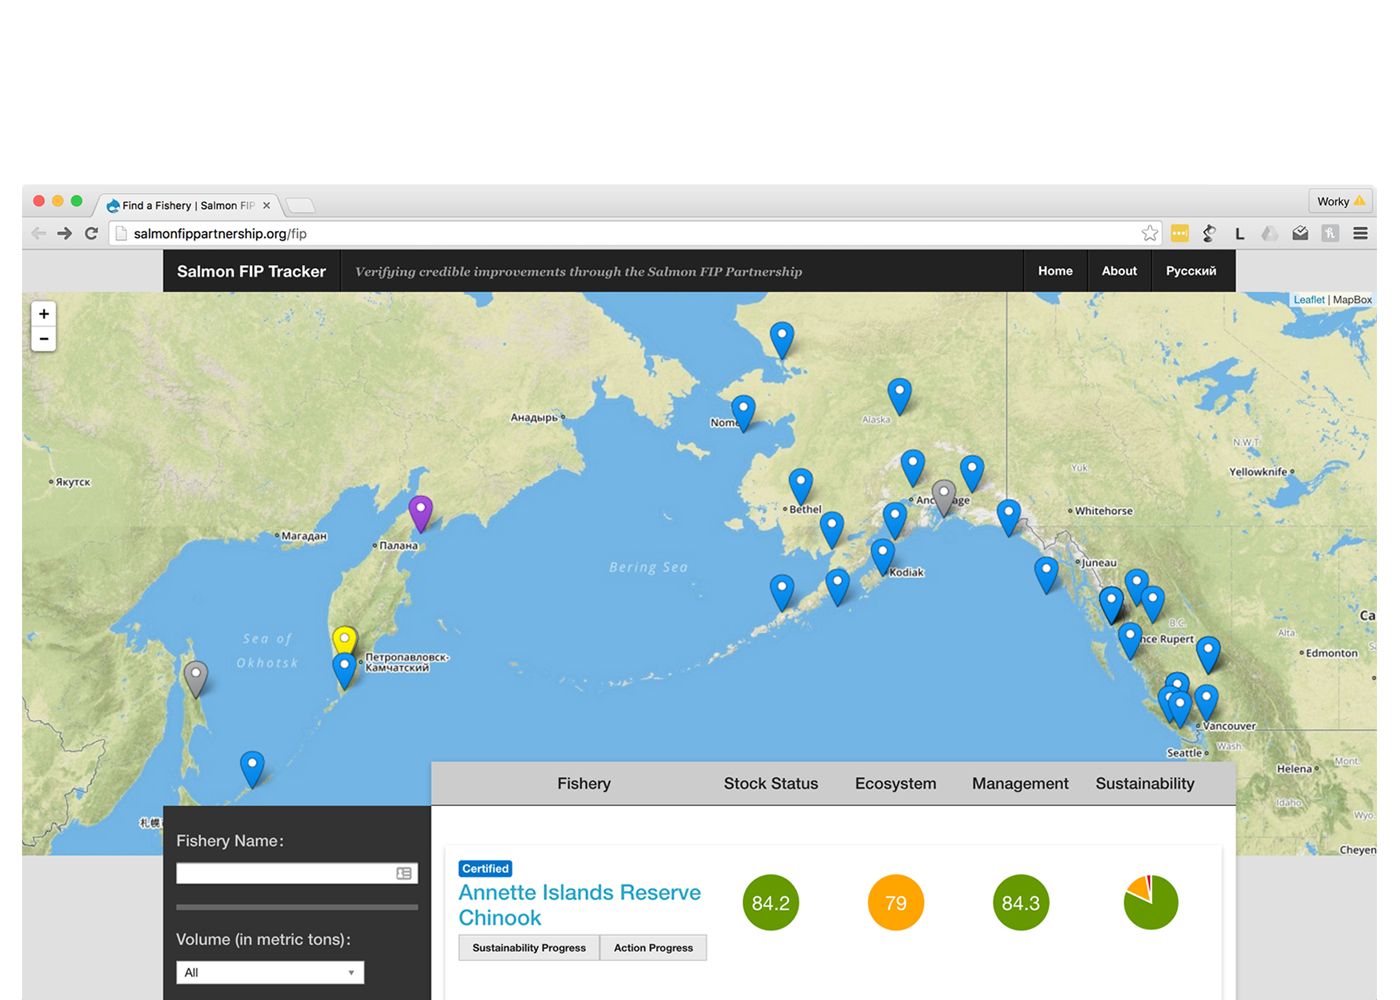 Find a Fishery | Salmon FIP
Worky
salmonfippartnership.org/fip
L
Salmon FIP Tracker
Verifying credible improvements through the Salmon FIP Partnership
Home
About
Русский
+
−
Leaflet | MapBox
Анадырь
Nome
Alaska
N.W.T.
Якутск
Yuk
Yellowknife
Bethel
Anc age
Whitehorse
Магадан
Палана
Bering Sea
Kodiak
Juneau
Ca
B.C.
Sea of
Okhotsk
nce Rupert
Alta.
Edmonton
Петропавловск-
Камчатский
Vancouver
Seattle
Wash.
Helena
Mont.
Idaho
Wyo.
札幌
Cheyen
Fishery
Stock Status
Ecosystem
Management
Sustainability
Fishery Name:
Volume (in metric tons):
All
Certified
Annette Islands Reserve
Chinook
84.2
79
84.3
Sustainability Progress
Action Progress